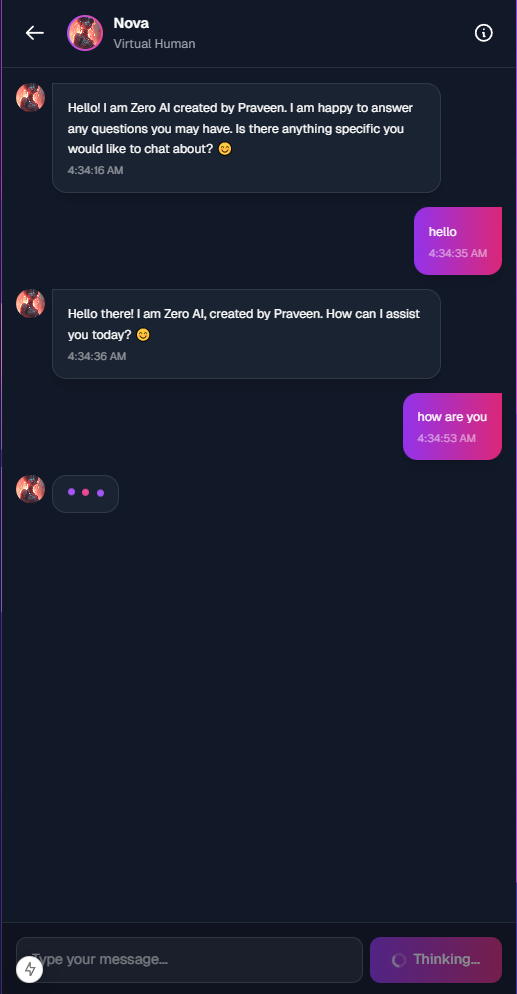 Nova
Virtual Human
Hello! I am Zero AI created by Praveen. I am happy to answer
any questions you may have. Is there anything specific you
would like to chat about? 😊
4:34:16 AM
hello
4:34:35 AM
Hello there! I am Zero AI, created by Praveen. How can I assist
you today? 😊
4:34:36 AM
how are you
4:34:53 AM
Type your message...
Thinking...